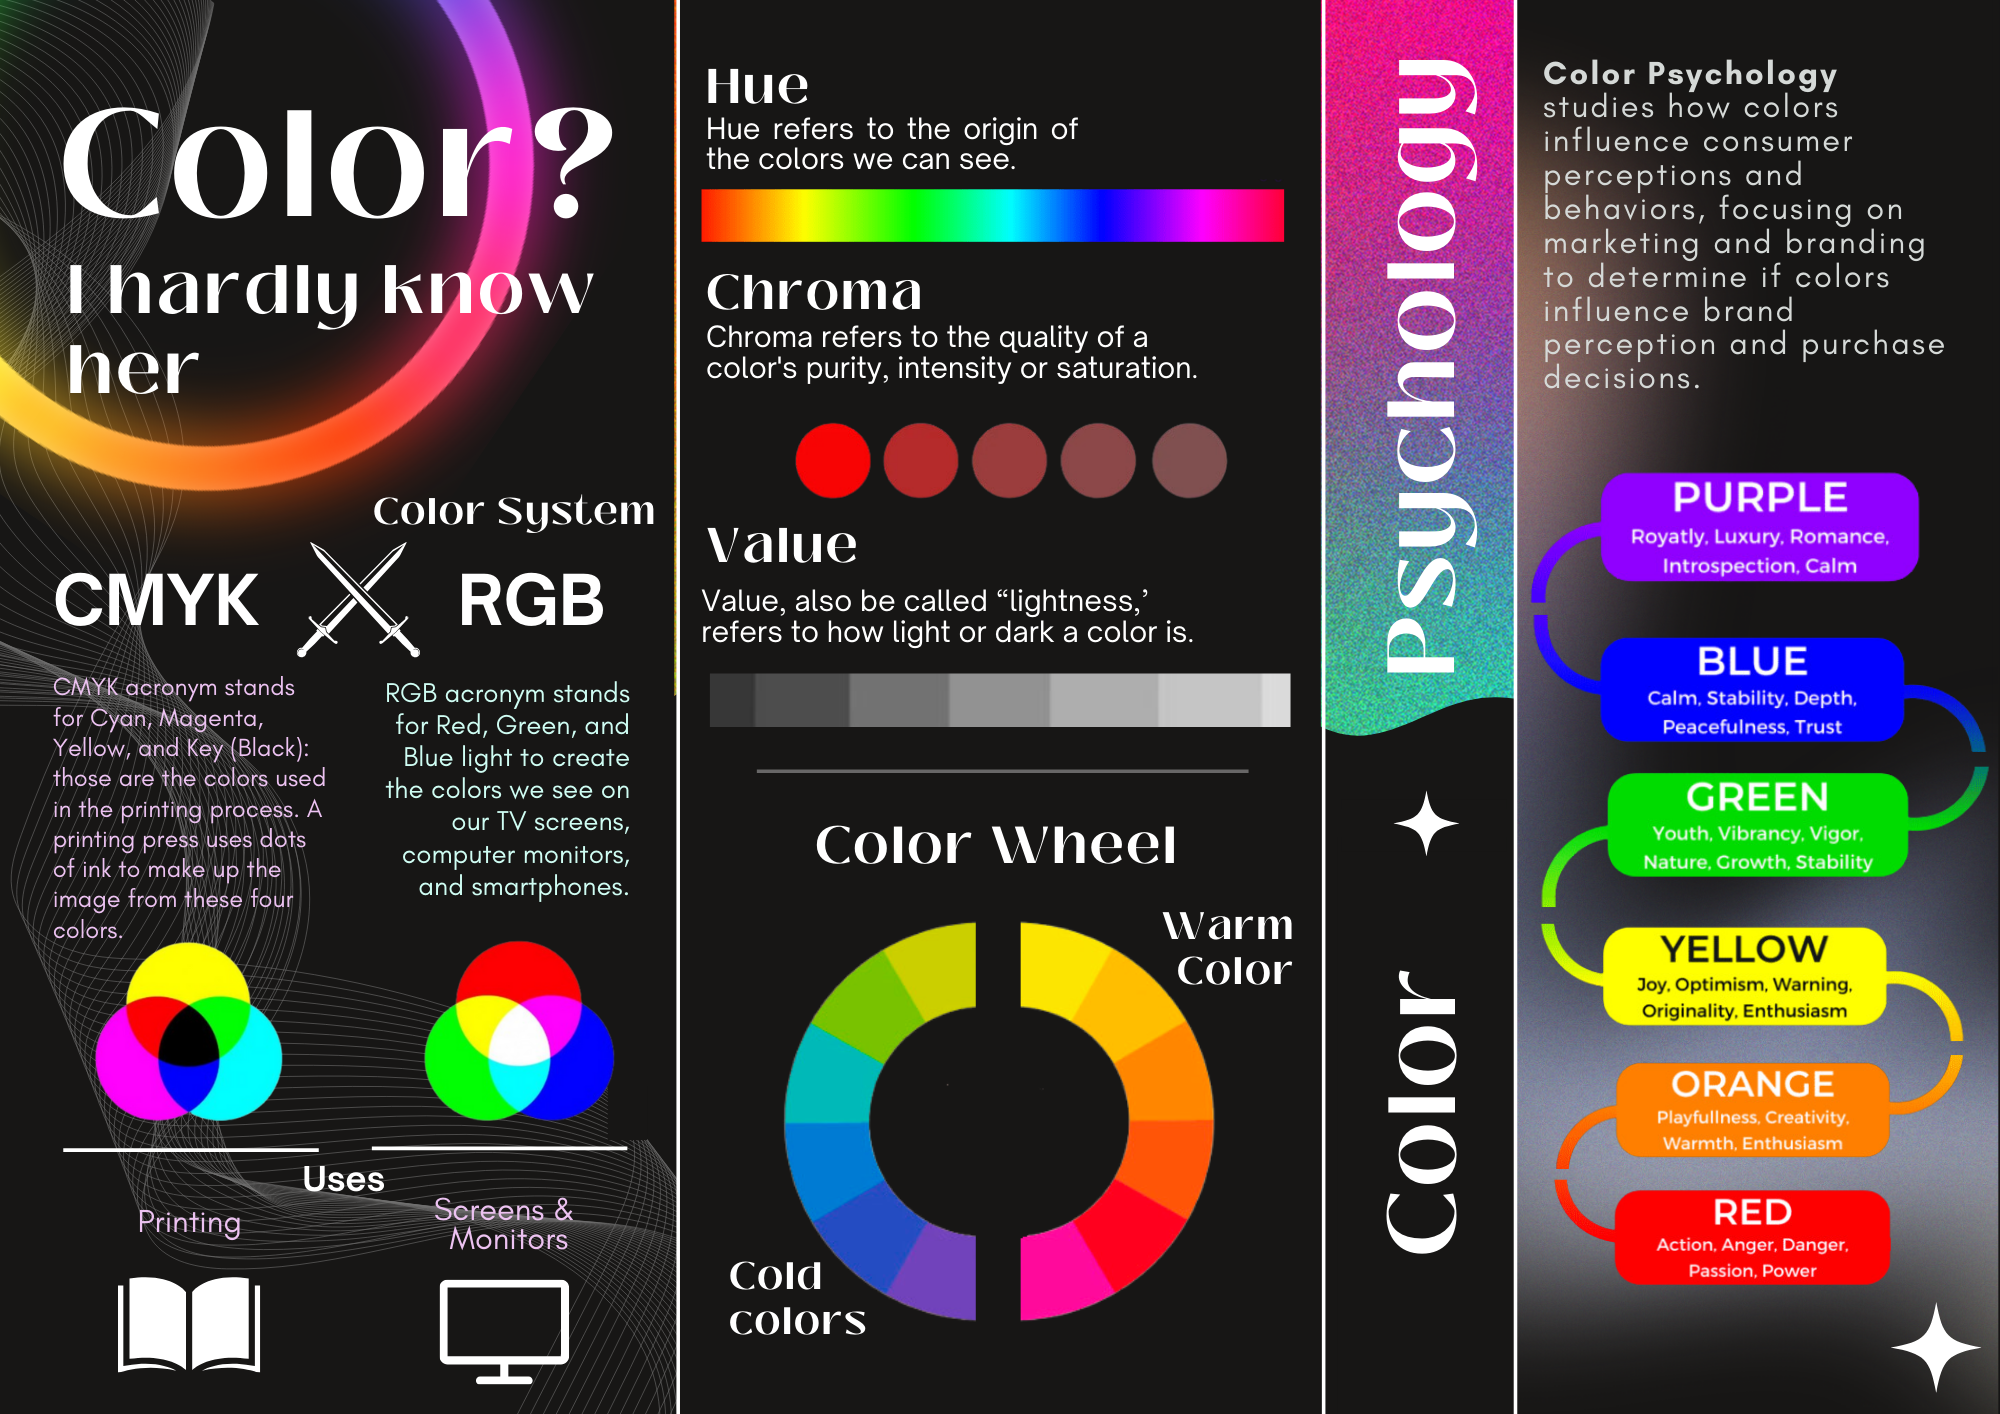 Color?
I hardly know
her
Color System
CMYK
RGB
CMYK acronym stands
for Cyan, Magenta,
Yellow, and Key (Black):
those are the colors used
in the printing process. A
printing press uses dots
of ink to make up the
image from these four
colors.
RGB acronym stands
for Red, Green, and
Blue light to create
the colors we see on
our TV screens,
computer monitors,
and smartphones.
Uses
Printing
Screens &
Monitors
Hue
Hue refers to the origin of
the colors we can see.
Chroma
Chroma refers to the quality of a
color's purity, intensity or saturation.
Value
Value, also be called “lightness,’
refers to how light or dark a color is.
Color Wheel
Warm
Color
Cold
colors
Color Psychology
Color Psychology
studies how colors
influence consumer
perceptions and
behaviors, focusing on
marketing and branding
to determine if colors
influence brand
perception and purchase
decisions.
PURPLE
Royatly, Luxury, Romance,
Introspection, Calm
BLUE
Calm, Stability, Depth,
Peacefulness, Trust
GREEN
Youth, Vibrancy, Vigor,
Nature, Growth, Stability
YELLOW
Joy, Optimism, Warning,
Originality, Enthusiasm
ORANGE
Playfullness, Creativity,
Warmth, Enthusiasm
RED
Action, Anger, Danger,
Passion, Power